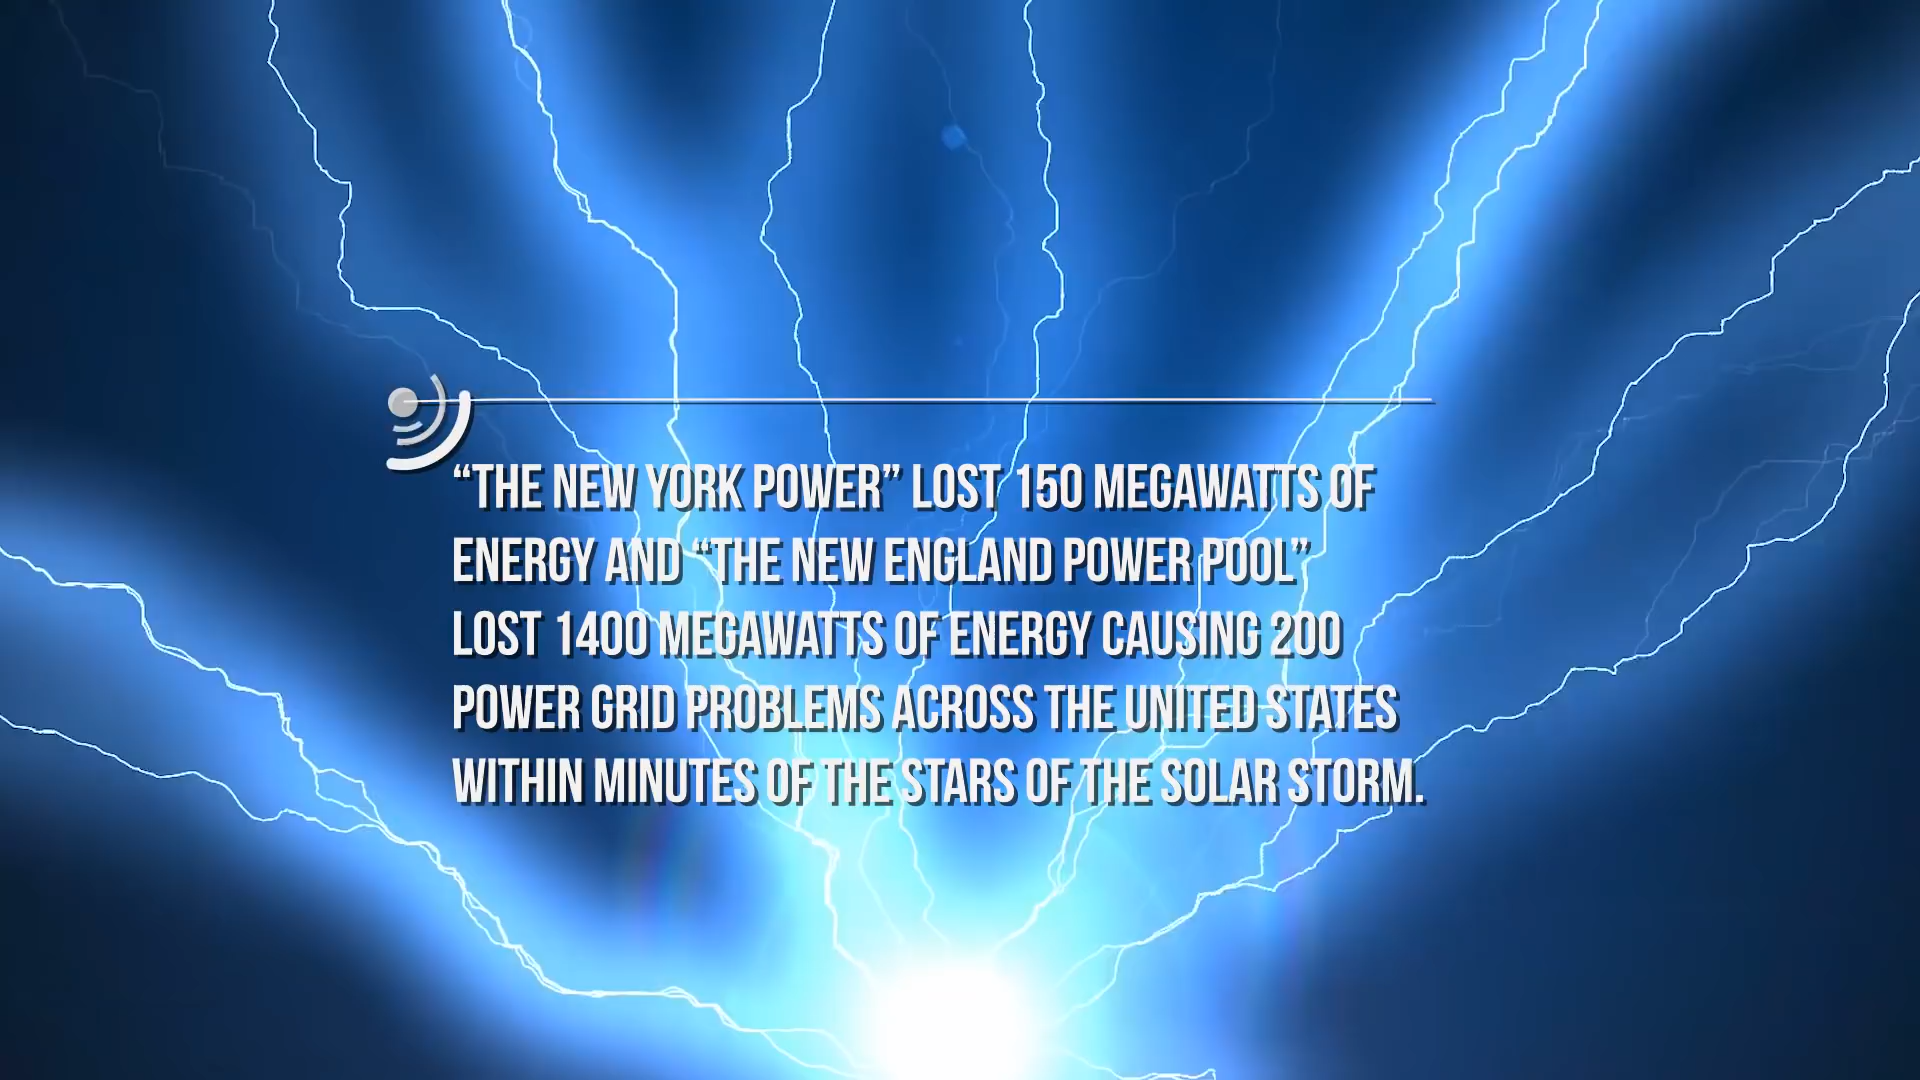 “THE NEW YORK POWER” LOST 150 MEGAWATTS OF
ENERGY AND “THE NEW ENGLAND POWER POOL”
LOST 1400 MEGAWATTS OF ENERGY CAUSING 200
POWER GRID PROBLEMS ACROSS THE UNITED STATES
WITHIN MINUTES OF THE STARS OF THE SOLAR STORM.